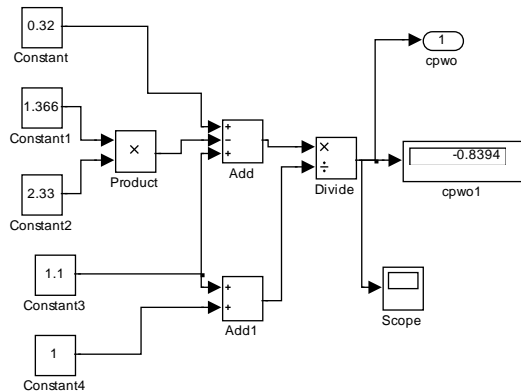 0.32
Constant
1
cpwo
1.366
Constant1
×
Product
+
−
+
Add
×
÷
Divide
-0.8394
cpwo1
2.33
Constant2
1.1
Constant3
+
+
Add1
Scope
1
Constant4